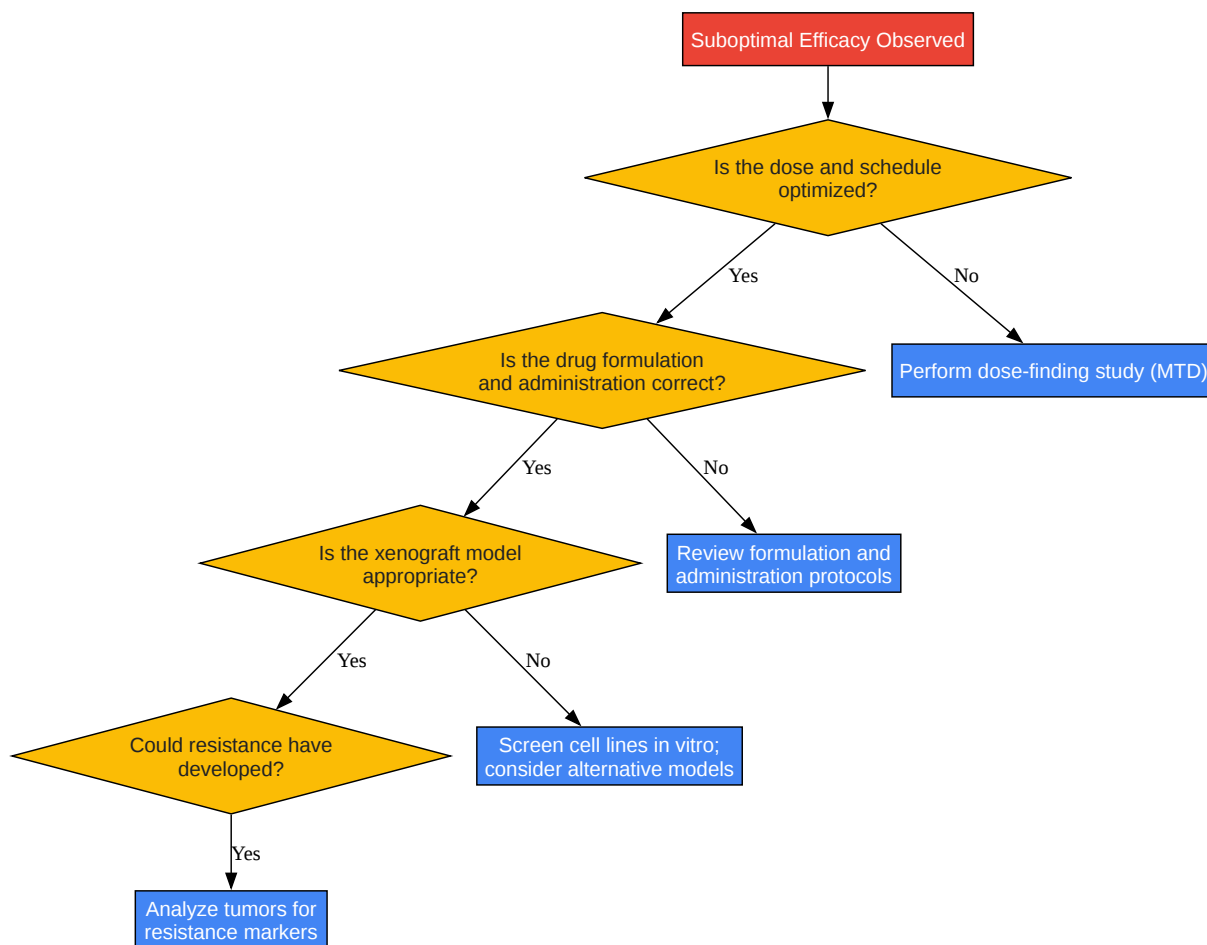 Suboptimal Efficacy Observed
Is the dose and schedule
optimized?
Yes
No
Is the drug formulation
and administration correct?
Perform dose-finding study (MTD)
Yes
No
Is the xenograft model
appropriate?
Review formulation and
administration protocols
Yes
No
Could resistance have
developed?
Screen cell lines in vitro;
consider alternative models
Yes
Analyze tumors for
resistance markers